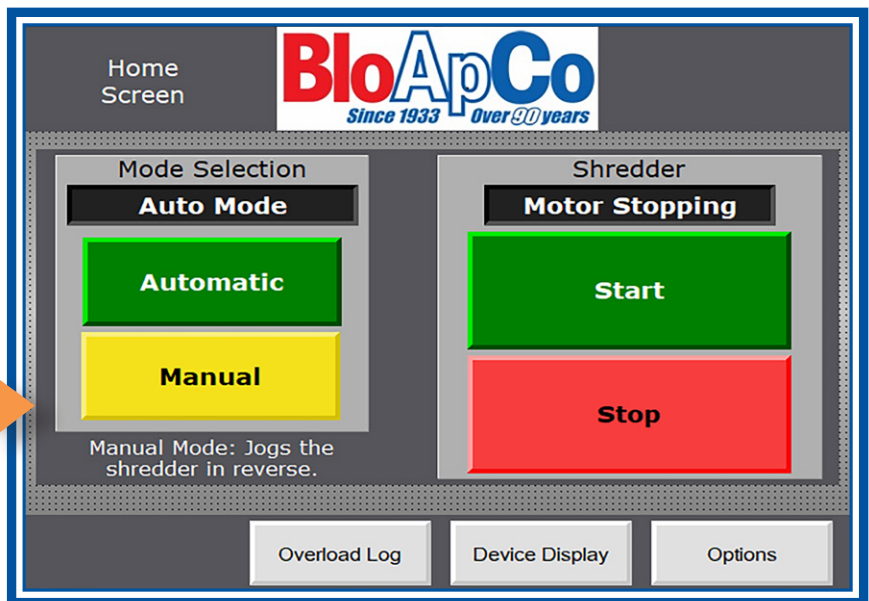 Home
Screen
BloApCo
Since 1933 Over 90 years
Mode Selection
Auto Mode
Automatic
Manual
Manual Mode: Jogs the
shredder in reverse.
Shredder
Motor Stopping
Start
Stop
Overload Log
Device Display
Options